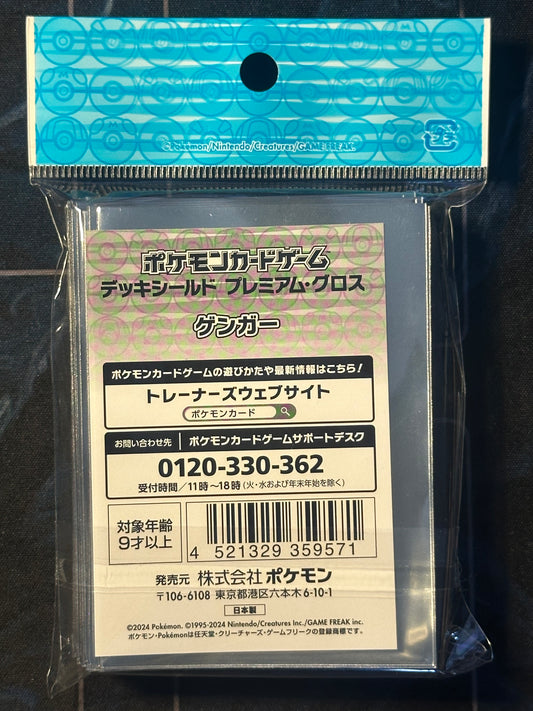 ©Pokémon/Nintendo/Creatures/GAME FREAK.
プラ
ポケモンカードゲーム
デッキシールド プレミアム・グロス
ゲンガー
ポケモンカードゲームの遊びかたや最新情報はこちら！
トレーナーズウェブサイト
ポケモンカード
お問い合わせ先 ポケモンカードゲームサポートデスク
0120-330-362
受付時間／11時～18時（火・水および年末年始を除く）
対象年齢
9才以上
4 521329 359571
発売元 株式会社ポケモン
〒106-6108 東京都港区六本木6-10-1
日本製
©2024 Pokémon. ©1995-2024 Nintendo/Creatures Inc./GAME FREAK inc.
ポケモン・Pokémonは任天堂・クリーチャーズ・ゲームフリークの登録商標です。